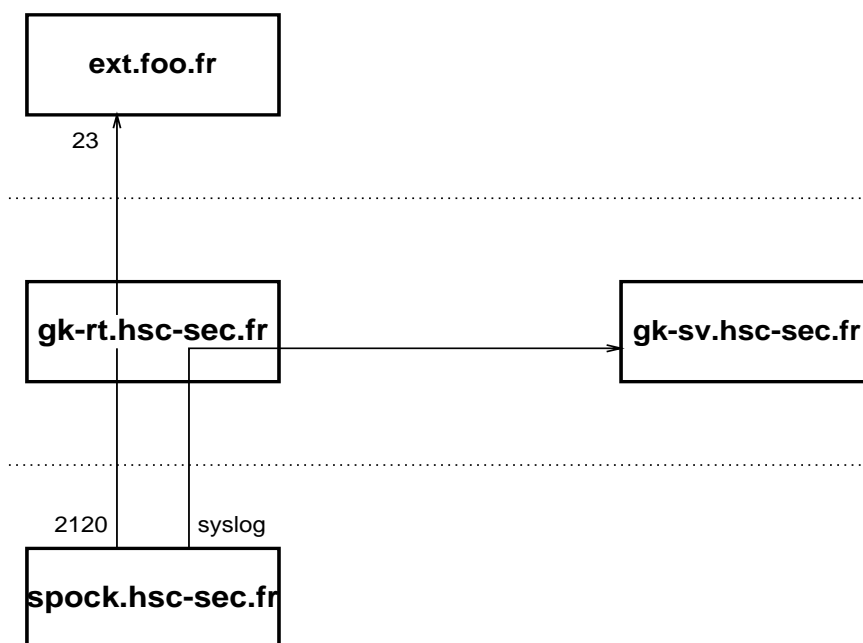 ext.foo.fr
23
gk-rt.hsc-sec.fr
gk-sv.hsc-sec.fr
2120
syslog
spock.hsc-sec.fr